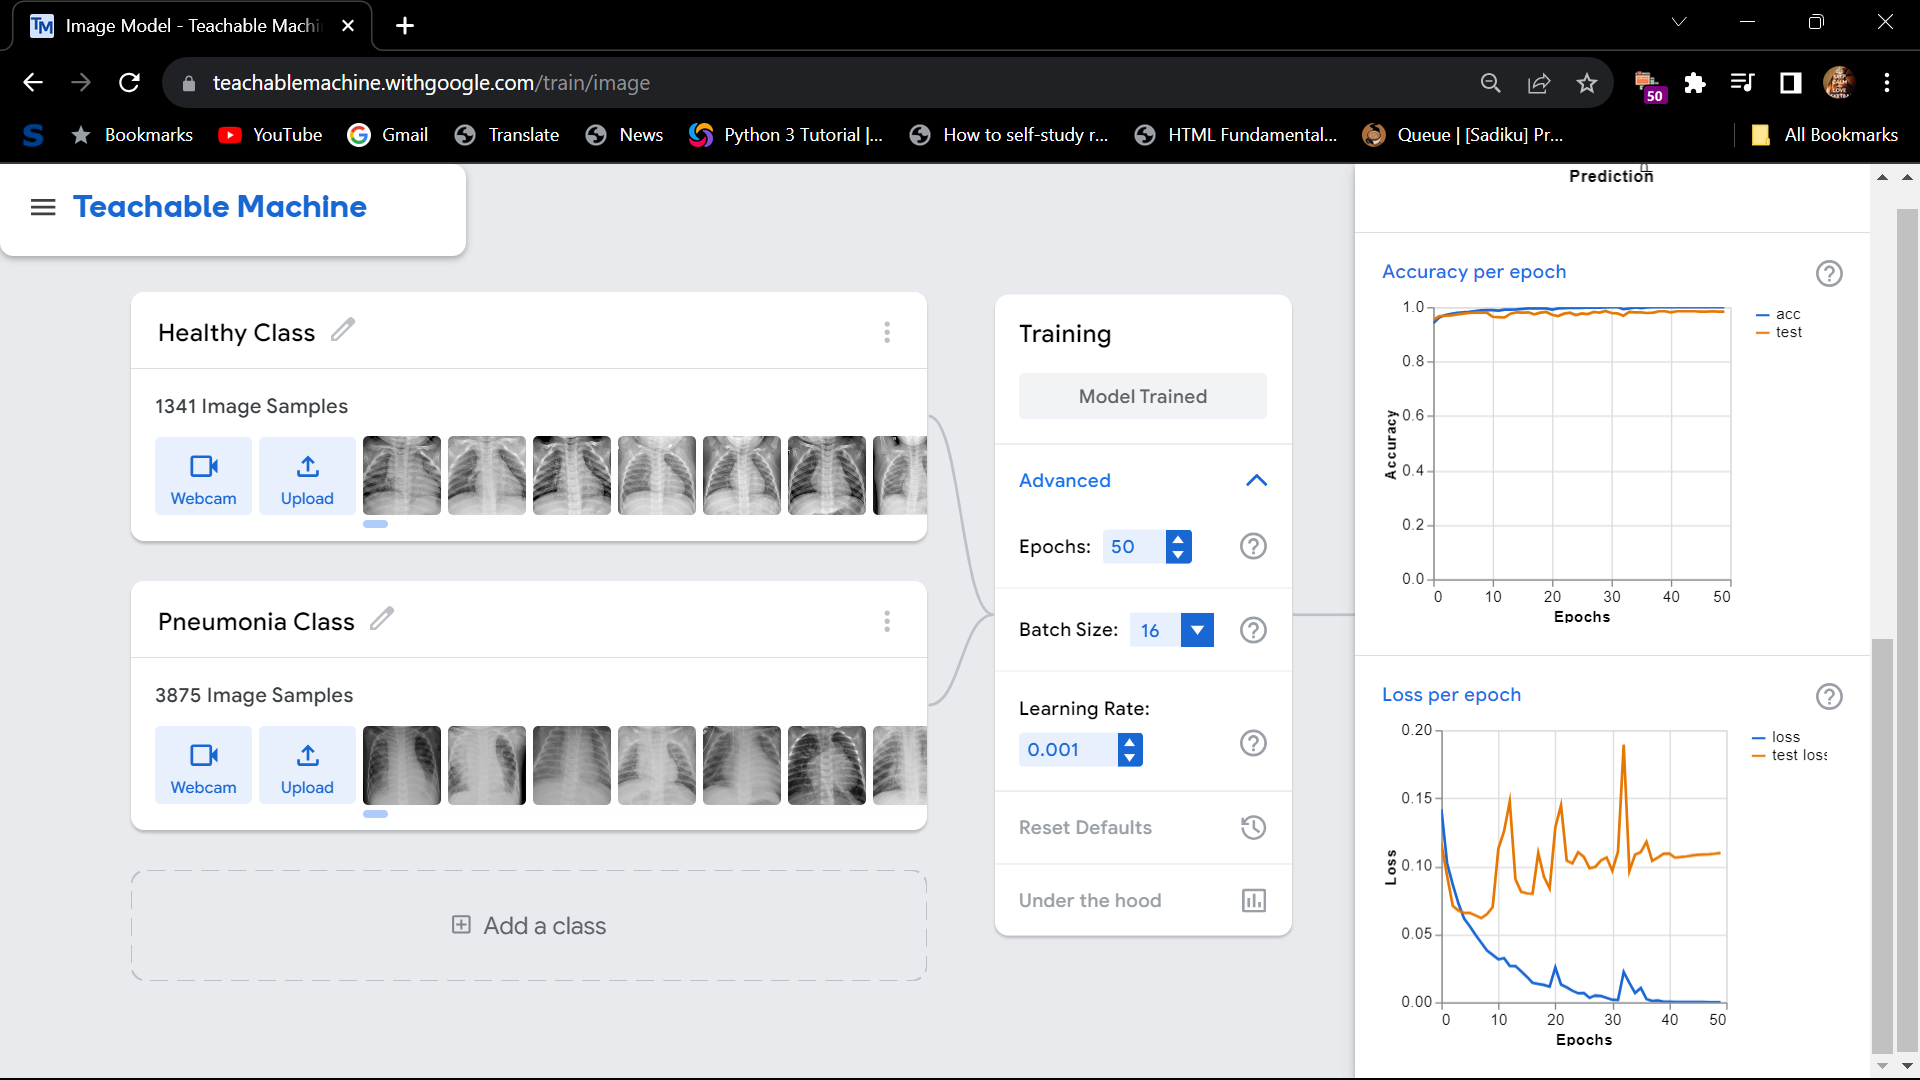 Image Model - Teachable Machi
teachablemachine.withgoogle.com/train/image
50
Bookmarks
YouTube
Gmail
Translate
News
Python 3 Tutorial |...
How to self-study r...
HTML Fundamental...
Queue | [Sadiku] Pr...
All Bookmarks
Teachable Machine
Healthy Class
1341 Image Samples
Webcam
Upload
Pneumonia Class
3875 Image Samples
Webcam
Upload
Add a class
Training
Model Trained
Advanced
Epochs: 50
Batch Size: 16
Learning Rate:
0.001
Reset Defaults
Under the hood
Prediction
Accuracy per epoch
1.0
0.8
0.6
0.4
0.2
0.0
Accuracy
0 10 20 30 40 50
Epochs
acc
test
Loss per epoch
0.20
0.15
0.10
0.05
0.00
Loss
0 10 20 30 40 50
Epochs
loss
test loss